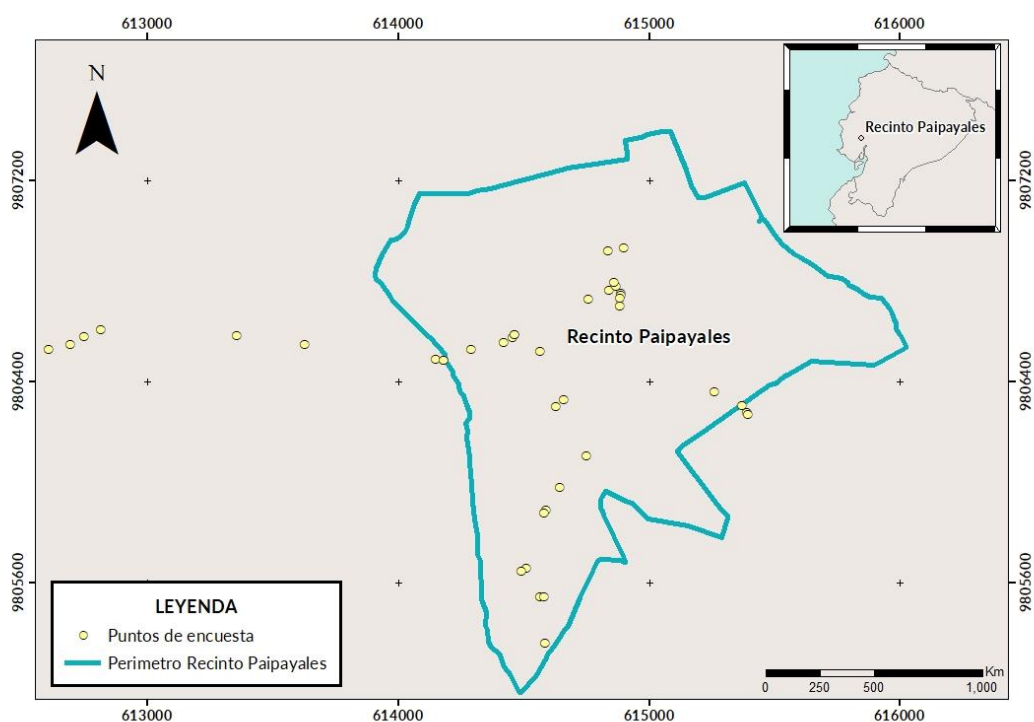 613000 614000 615000 616000
N
Recinto Paipayales
9807200 9807200
Recinto Paipayales
9806400 9806400
9805600 9805600
LEYENDA
Puntos de encuesta
Perimetro Recinto Paipayales
Km
0 250 500 1,000
613000 614000 615000 616000